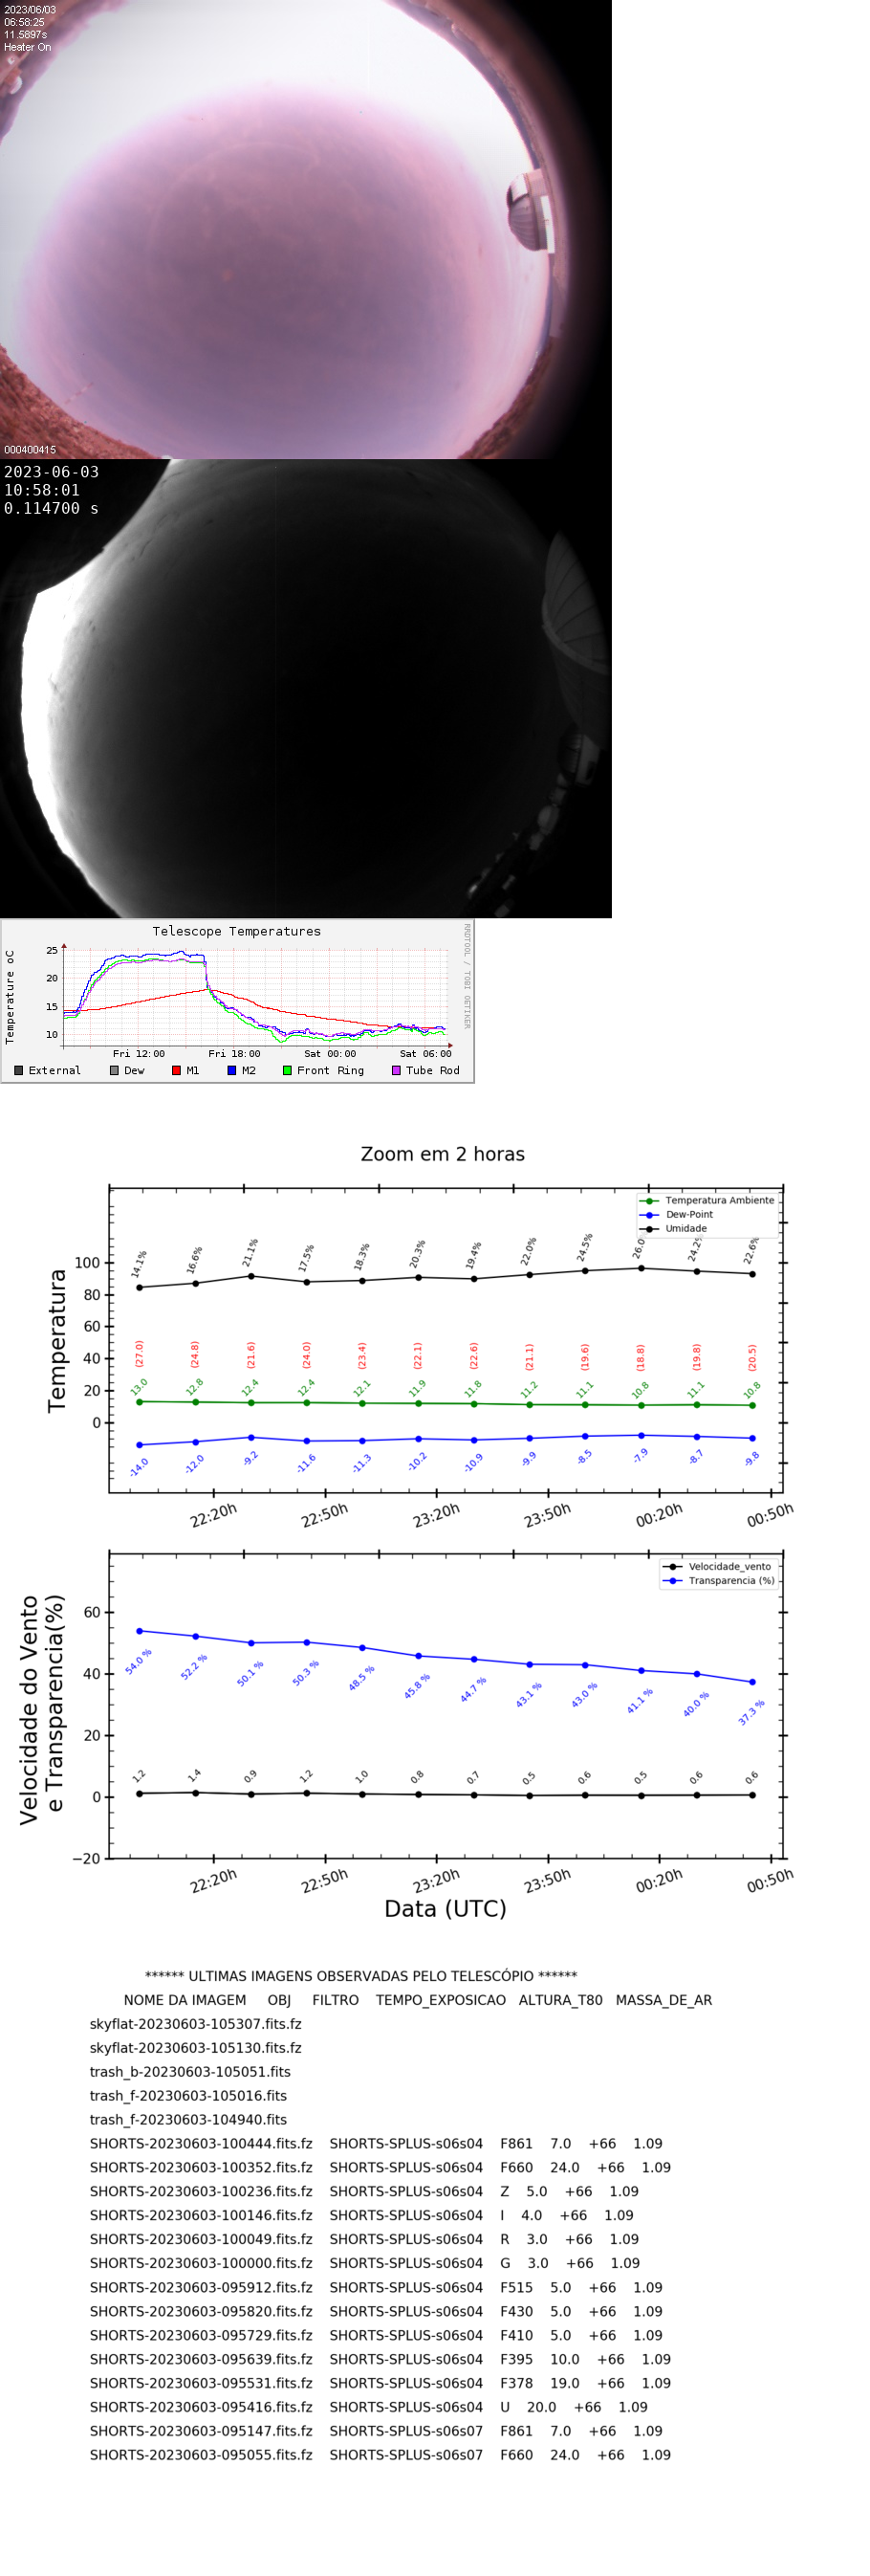 2023/06/03
06:58:25
11.5897s
Heater On
000400415
2023-06-03
10:58:01
0.114700 s
Telescope Temperatures
RRDTOOL / TOBI OETIKER
Temperature oC
25
20
15
10
Fri 12:00 Fri 18:00 Sat 00:00 Sat 06:00
External Dew M1 M2 Front Ring Tube Rod
Zoom em 2 horas
Temperatura Ambiente
Dew-Point
Umidade
Temperatura
100
80
60
40
20
0
14.1% 16.6% 21.1% 17.5% 18.3% 20.3% 19.4% 22.0% 24.5% 26.0 24.2% 22.6%
(27.0) (24.8) (21.6) (24.0) (23.4) (22.1) (22.6) (21.1) (19.6) (18.8) (19.8) (20.5)
13.0 12.8 12.4 12.4 12.1 11.9 11.8 11.2 11.1 10.8 11.1 10.8
-14.0 -12.0 -9.2 -11.6 -11.3 -10.2 -10.9 -9.9 -8.5 -7.9 -8.7 -9.8
22:20h 22:50h 23:20h 23:50h 00:20h 00:50h
Velocidade_vento
Transparencia (%)
Velocidade do Vento
e Transparencia(%)
60
40
20
0
−20
54.0 % 52.2 % 50.1 % 50.3 % 48.5 % 45.8 % 44.7 % 43.1 % 43.0 % 41.1 % 40.0 % 37.3 %
1.2 1.4 0.9 1.2 1.0 0.8 0.7 0.5 0.6 0.5 0.6 0.6
22:20h 22:50h 23:20h 23:50h 00:20h 00:50h
Data (UTC)
****** ULTIMAS IMAGENS OBSERVADAS PELO TELESCÓPIO ******
NOME DA IMAGEM OBJ FILTRO TEMPO_EXPOSICAO ALTURA_T80 MASSA_DE_AR
skyflat-20230603-105307.fits.fz
skyflat-20230603-105130.fits.fz
trash_b-20230603-105051.fits
trash_f-20230603-105016.fits
trash_f-20230603-104940.fits
SHORTS-20230603-100444.fits.fz SHORTS-SPLUS-s06s04 F861 7.0 +66 1.09
SHORTS-20230603-100352.fits.fz SHORTS-SPLUS-s06s04 F660 24.0 +66 1.09
SHORTS-20230603-100236.fits.fz SHORTS-SPLUS-s06s04 Z 5.0 +66 1.09
SHORTS-20230603-100146.fits.fz SHORTS-SPLUS-s06s04 I 4.0 +66 1.09
SHORTS-20230603-100049.fits.fz SHORTS-SPLUS-s06s04 R 3.0 +66 1.09
SHORTS-20230603-100000.fits.fz SHORTS-SPLUS-s06s04 G 3.0 +66 1.09
SHORTS-20230603-095912.fits.fz SHORTS-SPLUS-s06s04 F515 5.0 +66 1.09
SHORTS-20230603-095820.fits.fz SHORTS-SPLUS-s06s04 F430 5.0 +66 1.09
SHORTS-20230603-095729.fits.fz SHORTS-SPLUS-s06s04 F410 5.0 +66 1.09
SHORTS-20230603-095639.fits.fz SHORTS-SPLUS-s06s04 F395 10.0 +66 1.09
SHORTS-20230603-095531.fits.fz SHORTS-SPLUS-s06s04 F378 19.0 +66 1.09
SHORTS-20230603-095416.fits.fz SHORTS-SPLUS-s06s04 U 20.0 +66 1.09
SHORTS-20230603-095147.fits.fz SHORTS-SPLUS-s06s07 F861 7.0 +66 1.09
SHORTS-20230603-095055.fits.fz SHORTS-SPLUS-s06s07 F660 24.0 +66 1.09